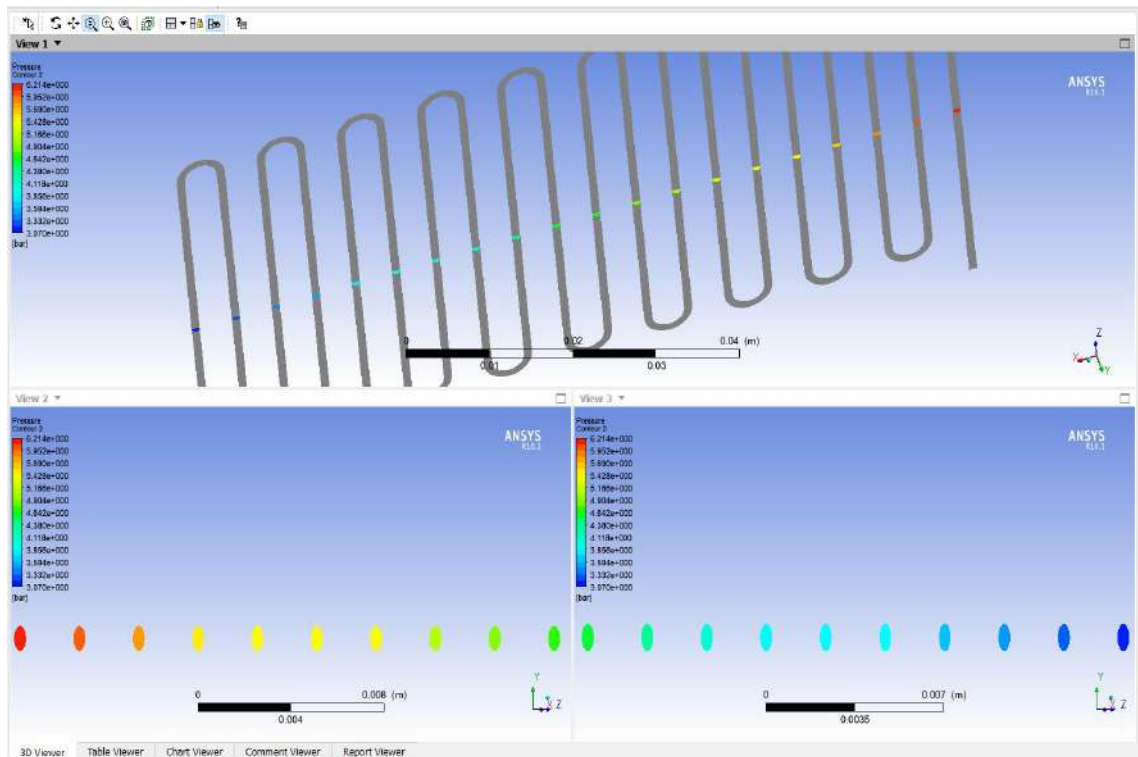 View 1
Pressure
Contour 2
6.214e+000
5.952e+000
5.690e+000
5.428e+000
5.166e+000
4.904e+000
4.642e+000
4.380e+000
4.118e+000
3.856e+000
3.594e+000
3.332e+000
3.070e+000
[bar]
ANSYS
R16.1
0 0.02 0.04 (m)
0.01 0.03
Z
X
Y
View 2
Pressure
Contour 2
6.214e+000
5.952e+000
5.690e+000
5.428e+000
5.166e+000
4.904e+000
4.642e+000
4.380e+000
4.118e+000
3.856e+000
3.594e+000
3.332e+000
3.070e+000
[bar]
ANSYS
R16.1
0 0.008 (m)
0.004
Y
X Z
View 3
Pressure
Contour 2
6.214e+000
5.952e+000
5.690e+000
5.428e+000
5.166e+000
4.904e+000
4.642e+000
4.380e+000
4.118e+000
3.856e+000
3.594e+000
3.332e+000
3.070e+000
[bar]
ANSYS
R16.1
0 0.007 (m)
0.0035
Y
X Z
3D Viewer Table Viewer Chart Viewer Comment Viewer Report Viewer